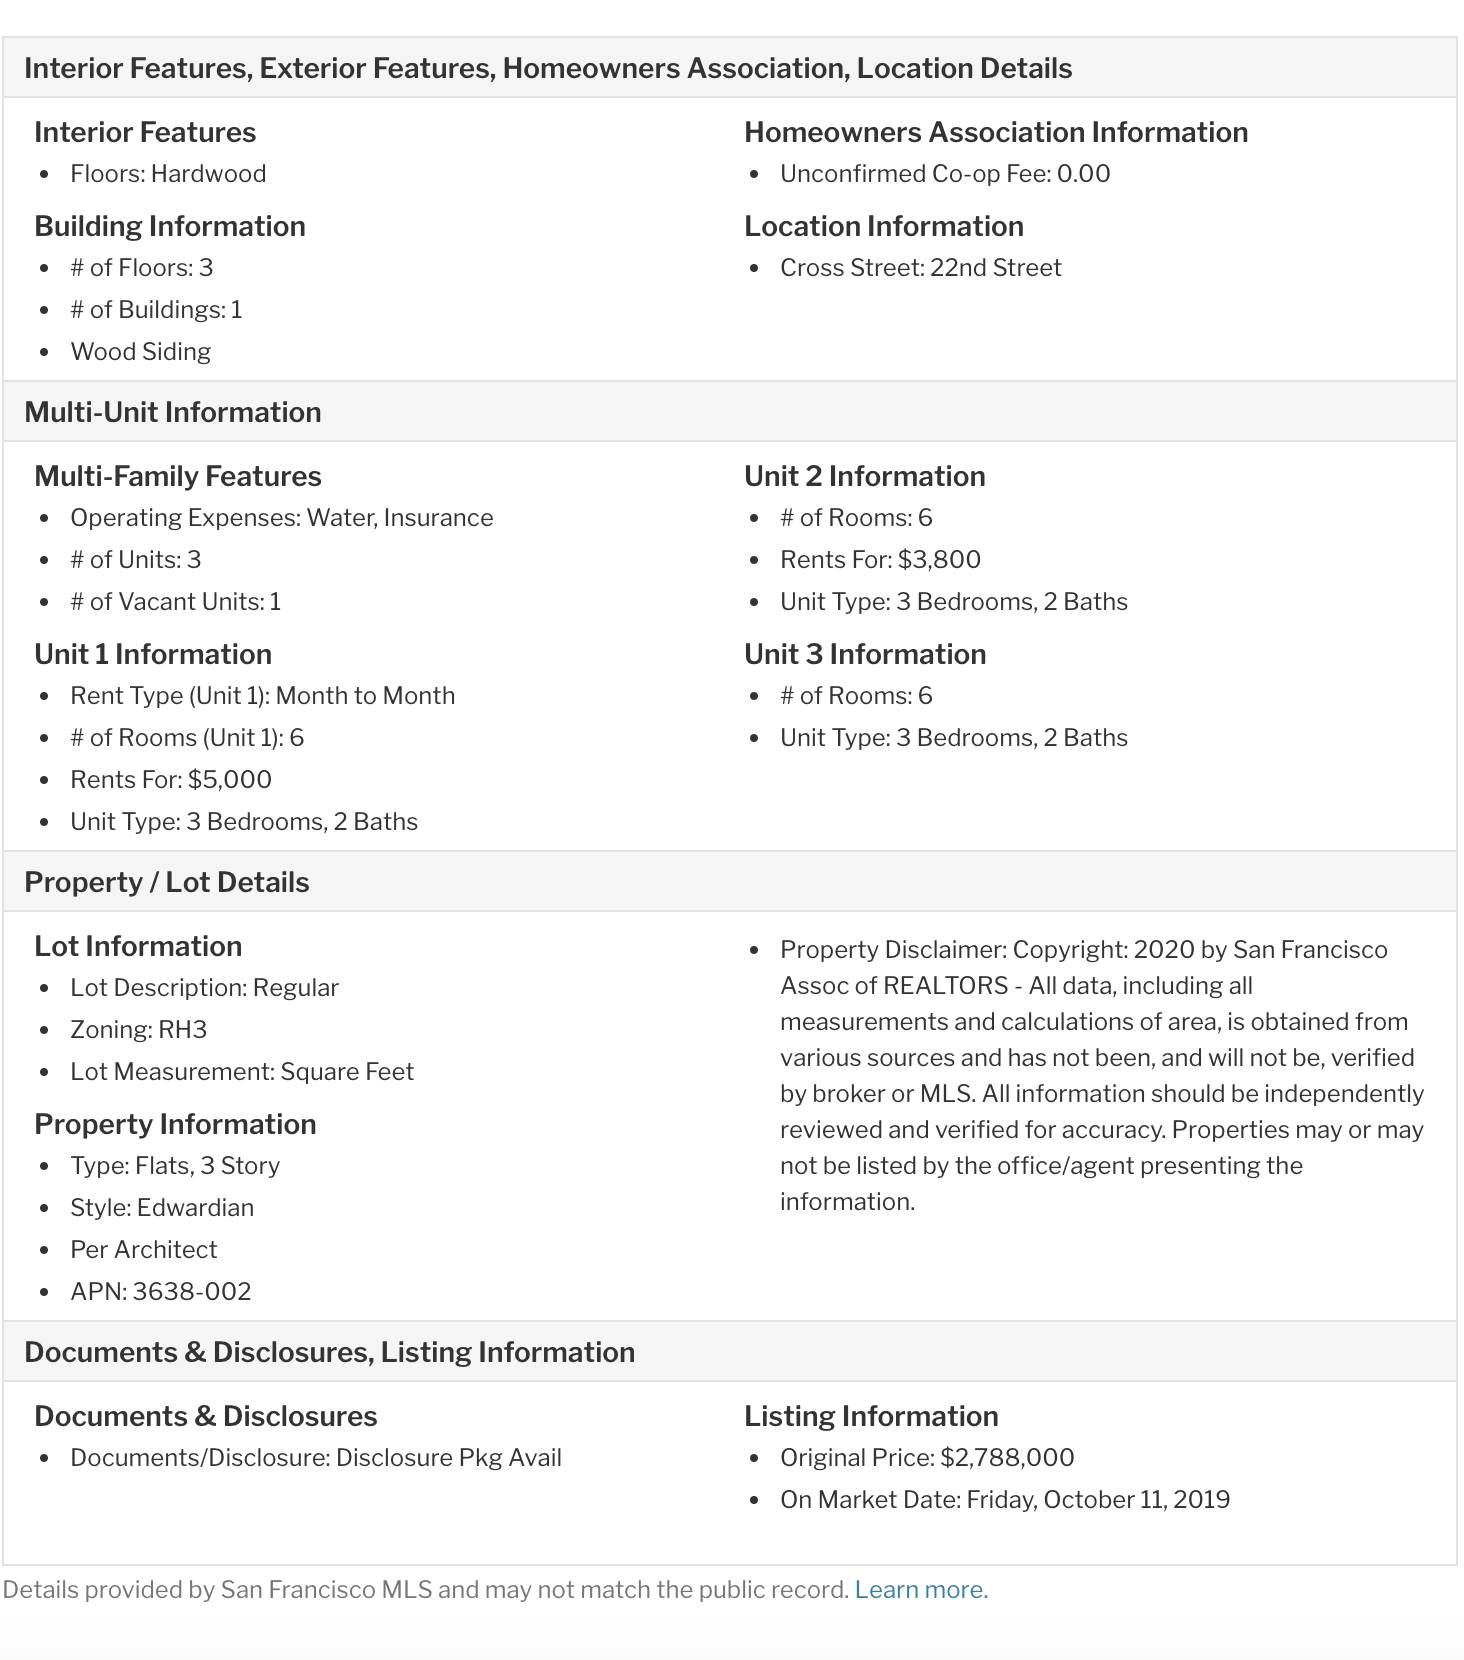 Interior Features, Exterior Features, Homeowners Association, Location Details
Interior Features
• Floors: Hardwood
Building Information
• # of Floors: 3
• # of Buildings: 1
• Wood Siding
Homeowners Association Information
• Unconfirmed Co-op Fee: 0.00
Location Information
• Cross Street: 22nd Street
Multi-Unit Information
Multi-Family Features
• Operating Expenses: Water, Insurance
• # of Units: 3
• # of Vacant Units: 1
Unit 1 Information
• Rent Type (Unit 1): Month to Month
• # of Rooms (Unit 1): 6
• Rents For: $5,000
• Unit Type: 3 Bedrooms, 2 Baths
Unit 2 Information
• # of Rooms: 6
• Rents For: $3,800
• Unit Type: 3 Bedrooms, 2 Baths
Unit 3 Information
• # of Rooms: 6
• Unit Type: 3 Bedrooms, 2 Baths
Property / Lot Details
Lot Information
• Lot Description: Regular
• Zoning: RH3
• Lot Measurement: Square Feet
Property Information
• Type: Flats, 3 Story
• Style: Edwardian
• Per Architect
• APN: 3638-002
• Property Disclaimer: Copyright: 2020 by San Francisco
Assoc of REALTORS - All data, including all
measurements and calculations of area, is obtained from
various sources and has not been, and will not be, verified
by broker or MLS. All information should be independently
reviewed and verified for accuracy. Properties may or may
not be listed by the office/agent presenting the
information.
Documents & Disclosures, Listing Information
Documents & Disclosures
• Documents/Disclosure: Disclosure Pkg Avail
Listing Information
• Original Price: $2,788,000
• On Market Date: Friday, October 11, 2019
Details provided by San Francisco MLS and may not match the public record. Learn more.